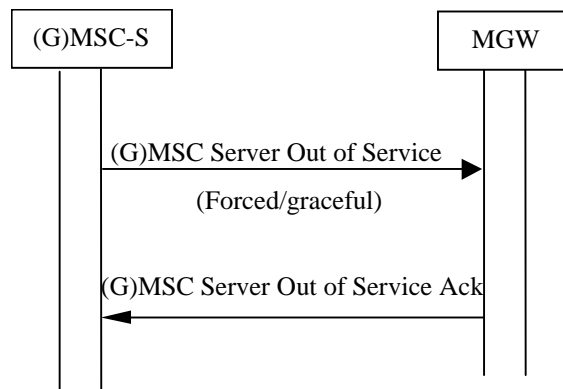 (G)MSC-S
MGW
(G)MSC Server Out of Service
(Forced/graceful)
(G)MSC Server Out of Service Ack